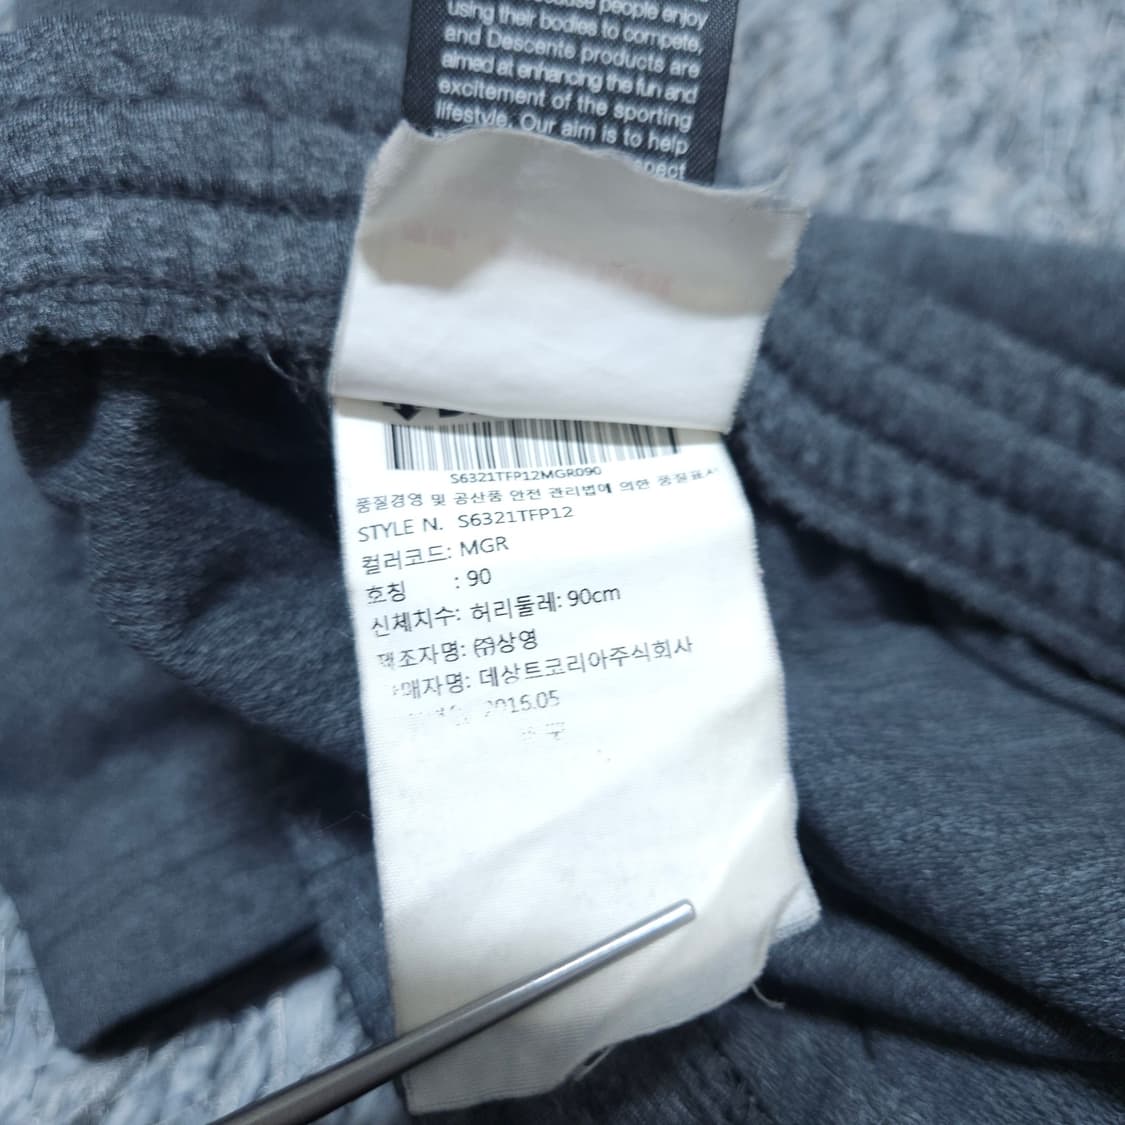 people enjoy
using their bodies to compete,
and Descente products are
aimed at enhancing the fun and
excitement of the sporting
lifestyle. Our aim is to help
S6321TFP12MGR090
품질경영 및 공산품 안전 관리법에 의한 품질표시
STYLE N. S6321TFP12
컬러코드: MGR
호칭 : 90
신체치수: 허리둘레: 90cm
제조자명: ㈜상영
판매자명: 데상트코리아주식회사
2016.05